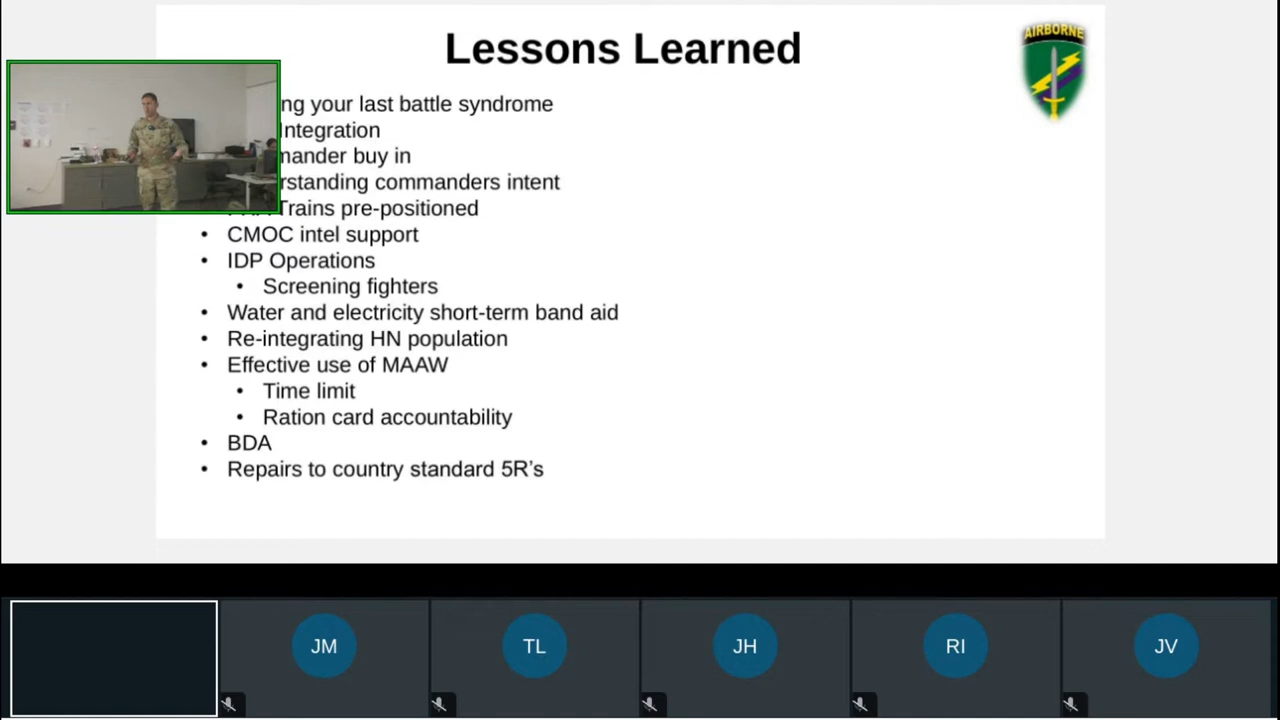 Lessons Learned
AIRBORNE
ng your last battle syndrome
Integration
mander buy in
rstanding commanders intent
Trains pre-positioned
• CMOC intel support
• IDP Operations
• Screening fighters
• Water and electricity short-term band aid
• Re-integrating HN population
• Effective use of MAAW
• Time limit
• Ration card accountability
• BDA
• Repairs to country standard 5R's
JM
TL
JH
RI
JV